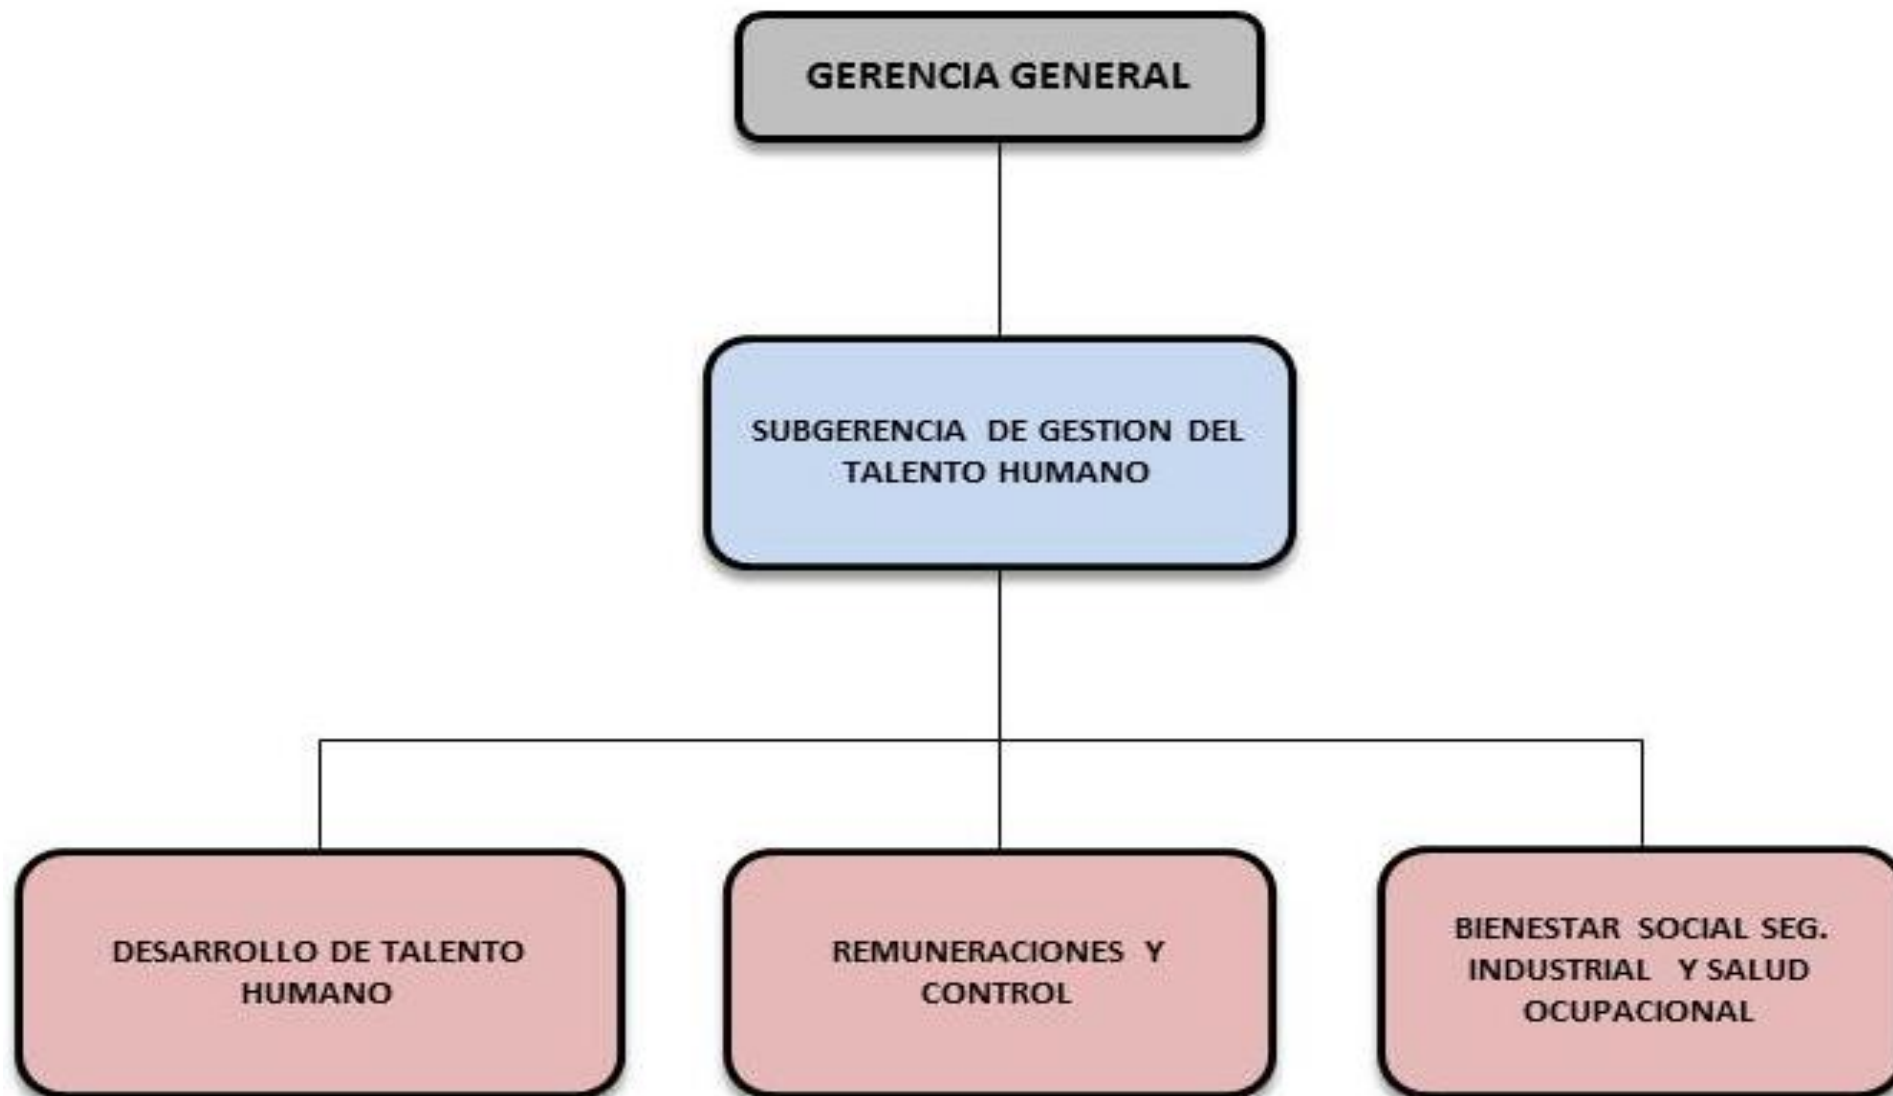 GERENCIA GENERAL
SUBGERENCIA DE GESTION DEL
TALENTO HUMANO
DESARROLLO DE TALENTO
HUMANO
REMUNERACIONES Y
CONTROL
BIENESTAR SOCIAL SEG.
INDUSTRIAL Y SALUD
OCUPACIONAL